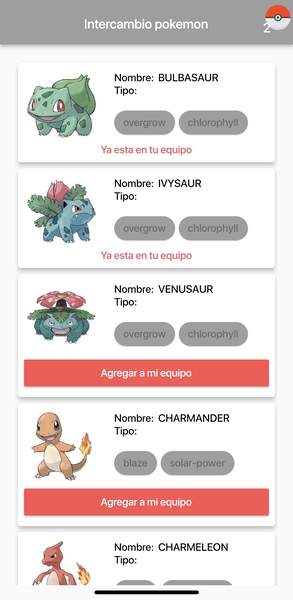 Intercambio pokemon
2
Nombre: BULBASAUR
Tipo:
overgrow chlorophyll
Ya esta en tu equipo
Nombre: IVYSAUR
Tipo:
overgrow chlorophyll
Ya esta en tu equipo
Nombre: VENUSAUR
Tipo:
overgrow chlorophyll
Agregar a mi equipo
Nombre: CHARMANDER
Tipo:
blaze solar-power
Agregar a mi equipo
Nombre: CHARMELEON
Tipo: